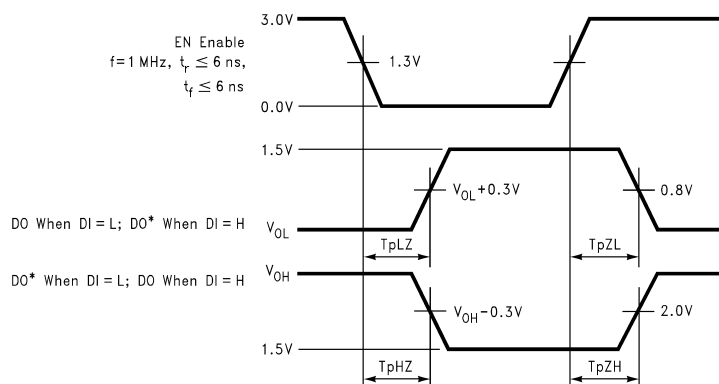 3.0V
EN Enable
f=1 MHz, tr ≤ 6 ns,
tf ≤ 6 ns
1.3V
0.0V
1.5V
VOL+0.3V
0.8V
DO When DI=L; DO* When DI=H
VOL
TpLZ
TpZL
VOH
DO* When DI=L; DO When DI=H
VOH−0.3V
2.0V
1.5V
TpHZ
TpZH